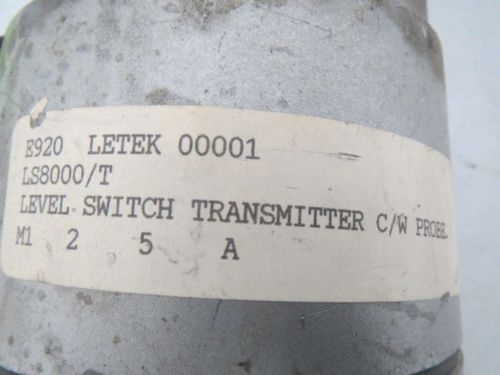 E920 LETEK 00001
LS8000/T
LEVEL SWITCH TRANSMITTER C/W PROBE
M1 2 5 A